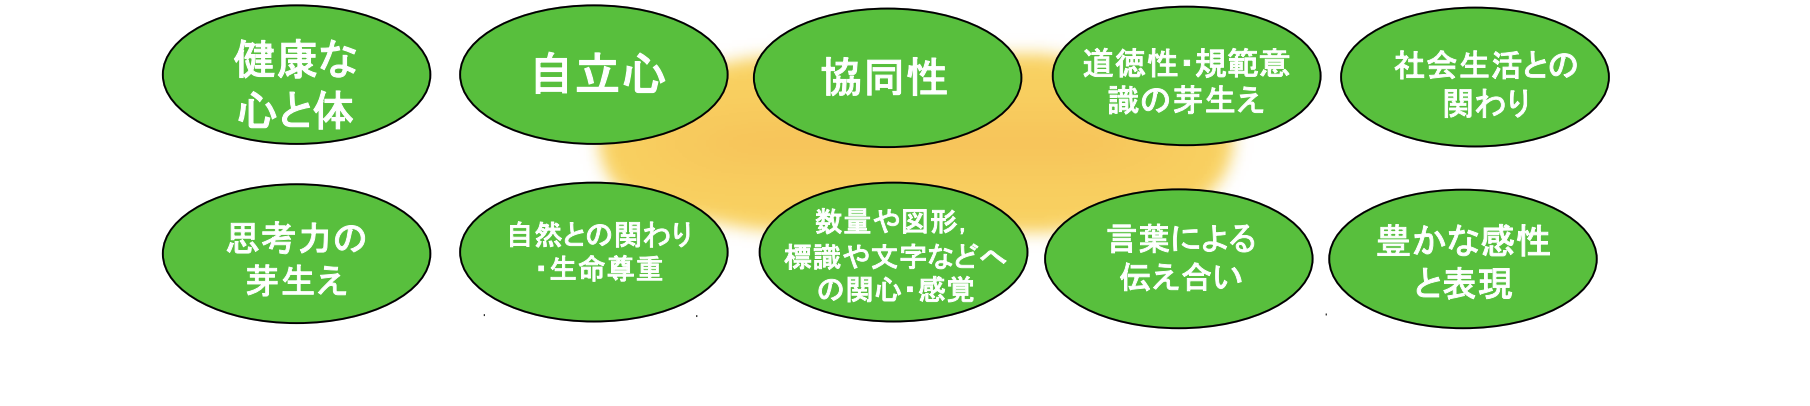 健康な
心と体
自立心
協同性
道徳性・規範意
識の芽生え
社会生活との
関わり
思考力の
芽生え
自然との関わり
・生命尊重
数量や図形,
標識や文字などへ
の関心・感覚
言葉による
伝え合い
豊かな感性
と表現